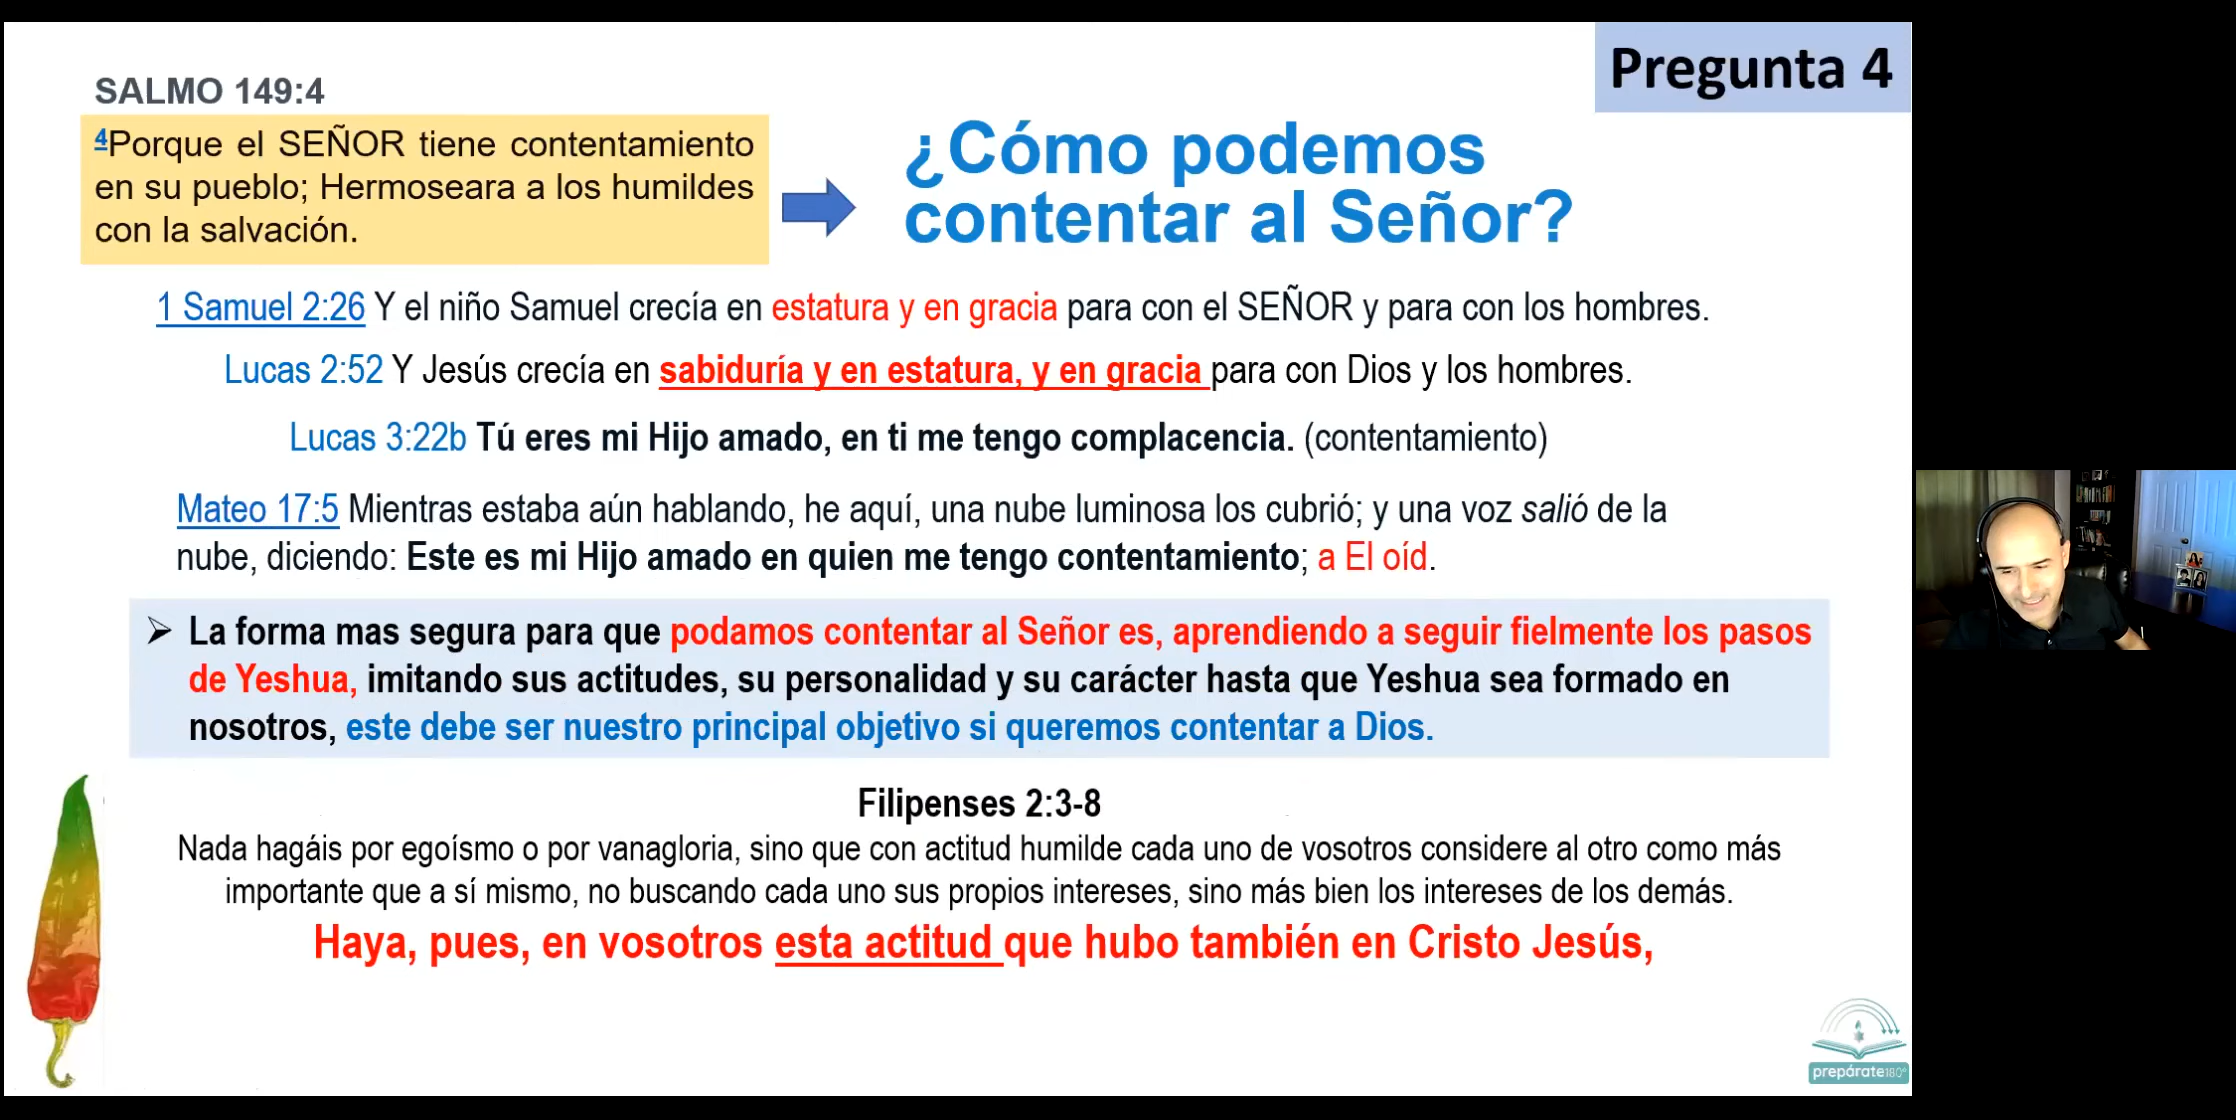 Pregunta 4
SALMO 149:4
4Porque el SEÑOR tiene contentamiento
en su pueblo; Hermoseara a los humildes
con la salvación.
¿Cómo podemos
contentar al Señor?
1 Samuel 2:26 Y el niño Samuel crecía en estatura y en gracia para con el SEÑOR y para con los hombres.
Lucas 2:52 Y Jesús crecía en sabiduría y en estatura, y en gracia para con Dios y los hombres.
Lucas 3:22b Tú eres mi Hijo amado, en ti me tengo complacencia. (contentamiento)
Mateo 17:5 Mientras estaba aún hablando, he aquí, una nube luminosa los cubrió; y una voz salió de la
nube, diciendo: Este es mi Hijo amado en quien me tengo contentamiento; a El oíd.
➢ La forma mas segura para que podamos contentar al Señor es, aprendiendo a seguir fielmente los pasos
de Yeshua, imitando sus actitudes, su personalidad y su carácter hasta que Yeshua sea formado en
nosotros, este debe ser nuestro principal objetivo si queremos contentar a Dios.
Filipenses 2:3-8
Nada hagáis por egoísmo o por vanagloria, sino que con actitud humilde cada uno de vosotros considere al otro como más
importante que a sí mismo, no buscando cada uno sus propios intereses, sino más bien los intereses de los demás.
Haya, pues, en vosotros esta actitud que hubo también en Cristo Jesús,
prepárate180°